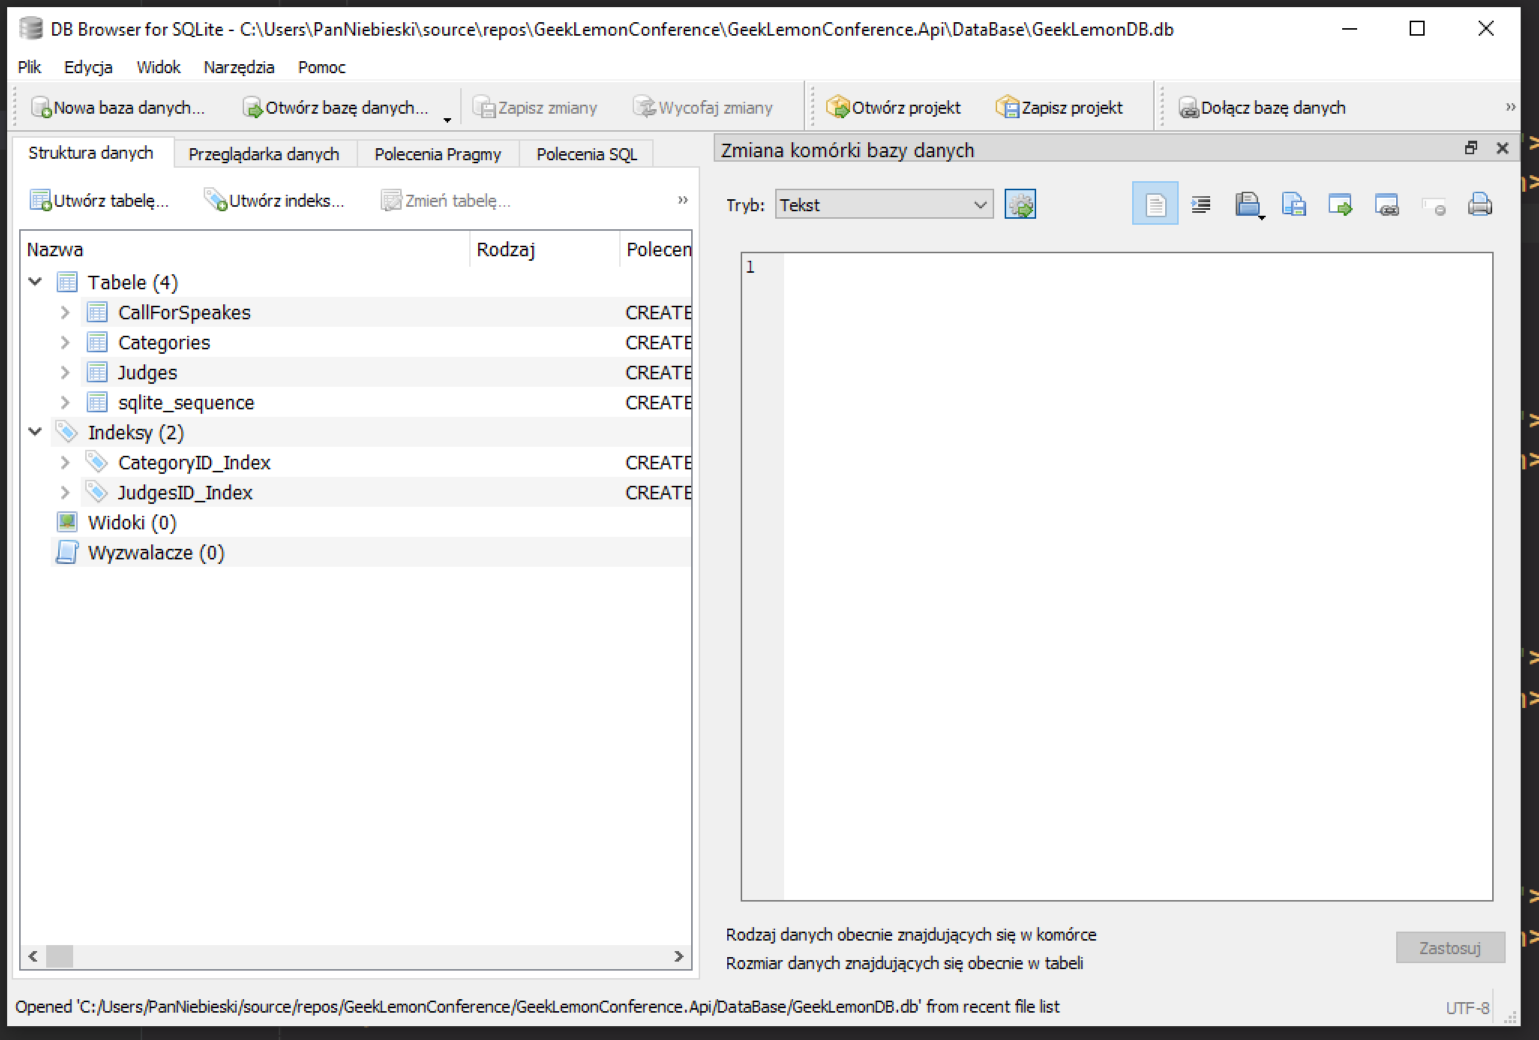 DB Browser for SQLite - C:\Users\PanNiebieski\source\repos\GeekLemonConference\GeekLemonConference.Api\DataBase\GeekLemonDB.db
Plik Edycja Widok Narzędzia Pomoc
Nowa baza danych... Otwórz bazę danych... Zapisz zmiany Wycofaj zmiany Otwórz projekt Zapisz projekt Dołącz bazę danych »
Struktura danych Przeglądarka danych Polecenia Pragmy Polecenia SQL
Utwórz tabelę... Utwórz indeks... Zmień tabelę... »
Nazwa Rodzaj Polecen
Tabele (4)
CallForSpeakes CREATE
Categories CREATE
Judges CREATE
sqlite_sequence CREATE
Indeksy (2)
CategoryID_Index CREATE
JudgesID_Index CREATE
Widoki (0)
Wyzwalacze (0)
Zmiana komórki bazy danych
Tryb: Tekst
1
Rodzaj danych obecnie znajdujących się w komórce
Rozmiar danych znajdujących się obecnie w tabeli
Zastosuj
Opened 'C:/Users/PanNiebieski/source/repos/GeekLemonConference/GeekLemonConference.Api/DataBase/GeekLemonDB.db' from recent file list
UTF-8